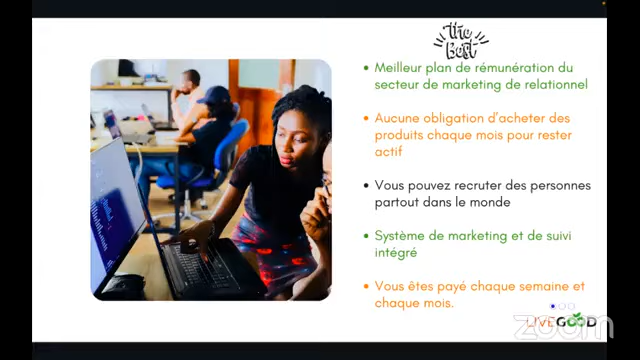 The
Best
Meilleur plan de rémunération du
secteur de marketing de relationnel
Aucune obligation d’acheter des
produits chaque mois pour rester
actif
Vous pouvez recruter des personnes
partout dans le monde
Système de marketing et de suivi
intégré
Vous êtes payé chaque semaine et
chaque mois.
LIVEGOOD
zoom